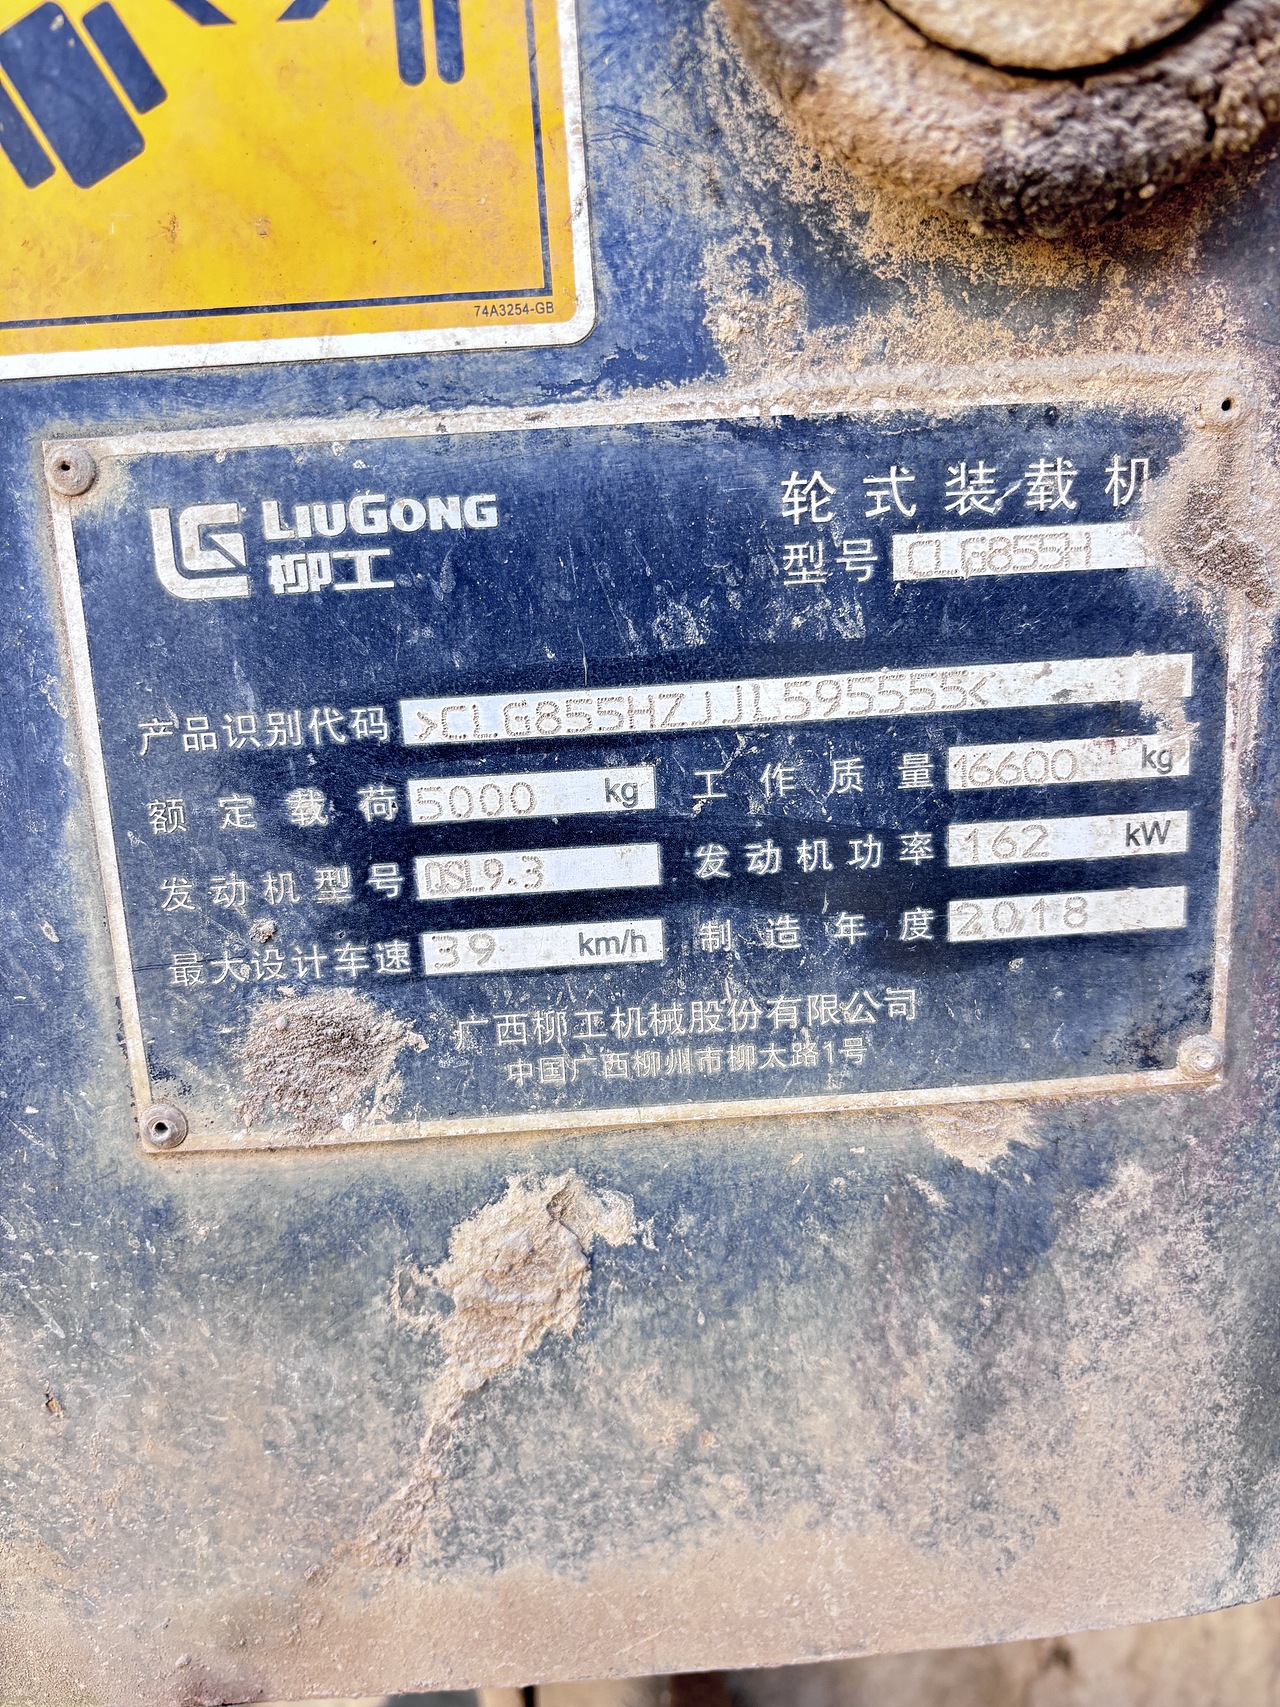 74A3254-GB
LIUGONG
柳工
轮式装载机
型号 CLG855H
产品识别代码 >CLG855HZJJL595555<
额定载荷 5000 kg 工作质量 16600 kg
发动机型号 QSL9.3 发动机功率 162 kW
最大设计车速 39 km/h 制造年度 2018
广西柳工机械股份有限公司
中国广西柳州市柳太路1号